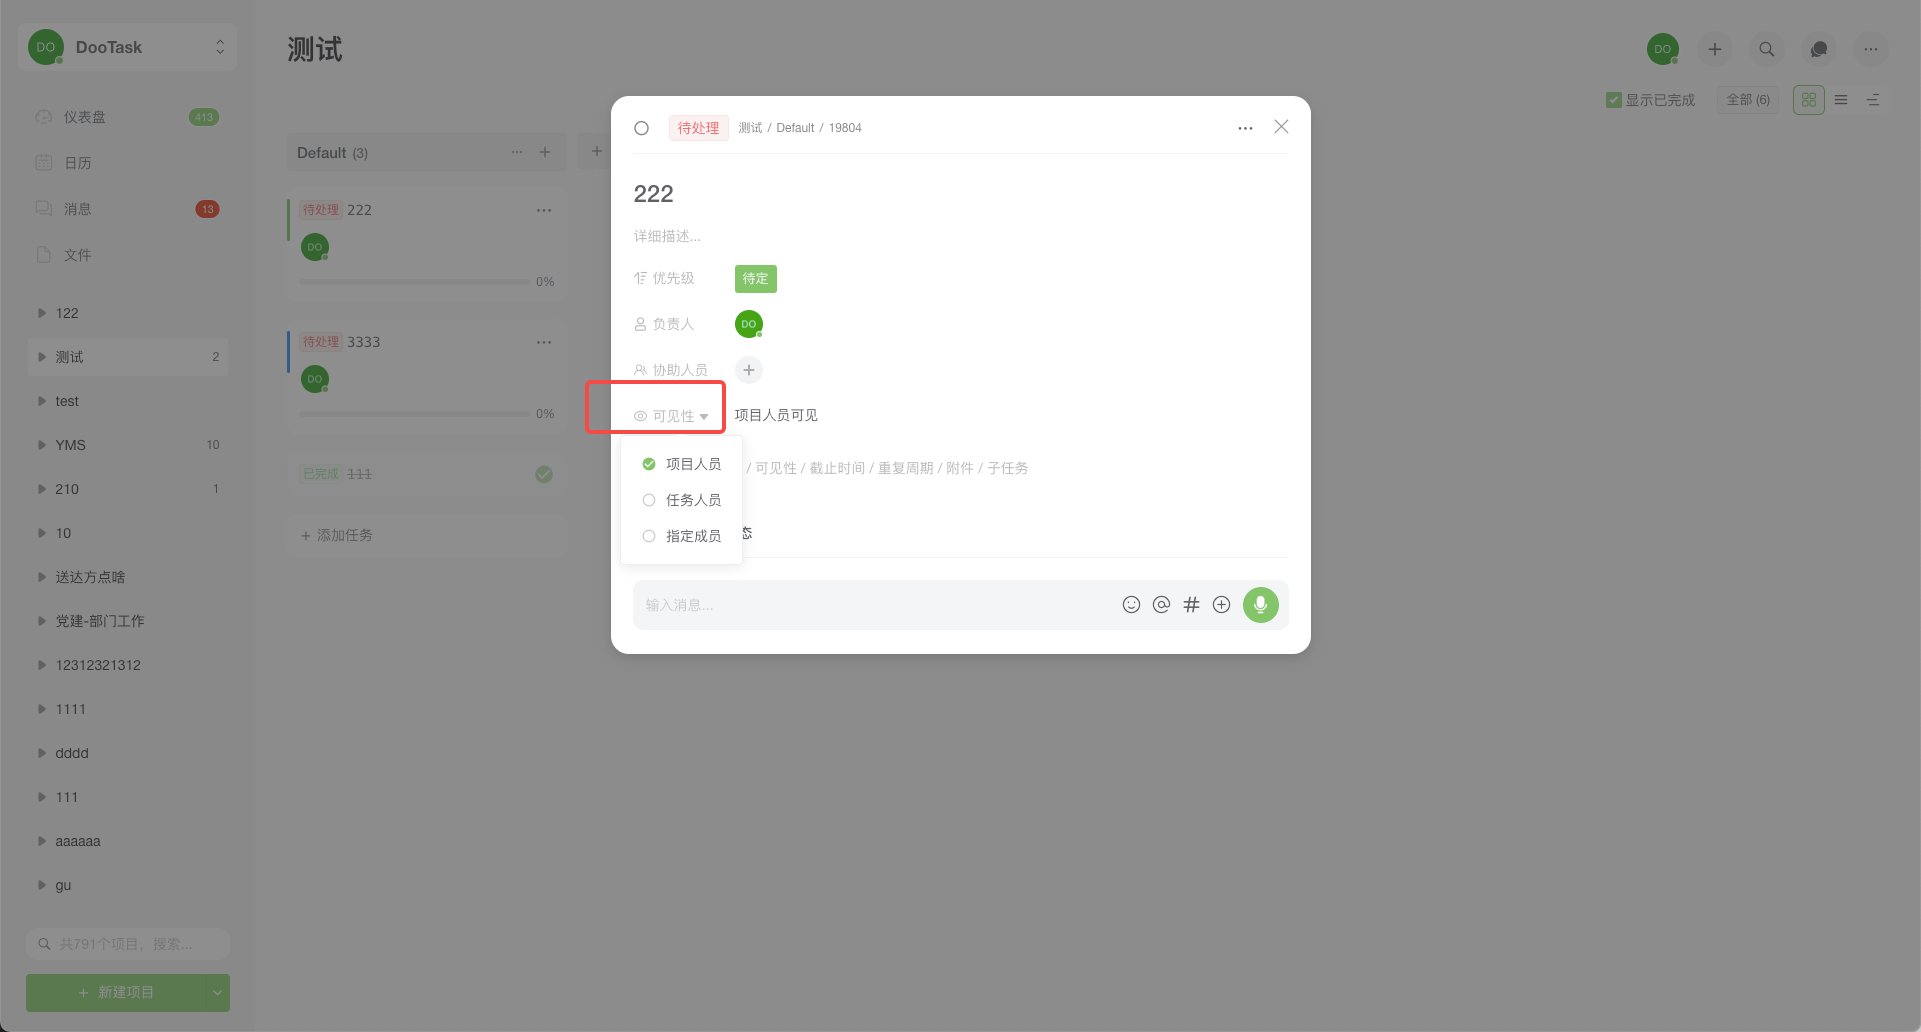 DO DooTask
仪表盘 413
日历
消息 13
文件
122
测试 2
test
YMS 10
210 1
10
送达方点啥
党建-部门工作
12312321312
1111
dddd
111
aaaaaa
gu
共791个项目，搜索...
+ 新建项目
测试
DO
显示已完成 全部 (6)
Default (3)
待处理 222
DO
0%
待处理 3333
DO
0%
已完成 111
+ 添加任务
待处理 测试 / Default / 19804
222
详细描述...
优先级 待定
负责人 DO
协助人员
可见性 项目人员可见
项目人员
任务人员
指定成员
/ 可见性 / 截止时间 / 重复周期 / 附件 / 子任务
态
输入消息...